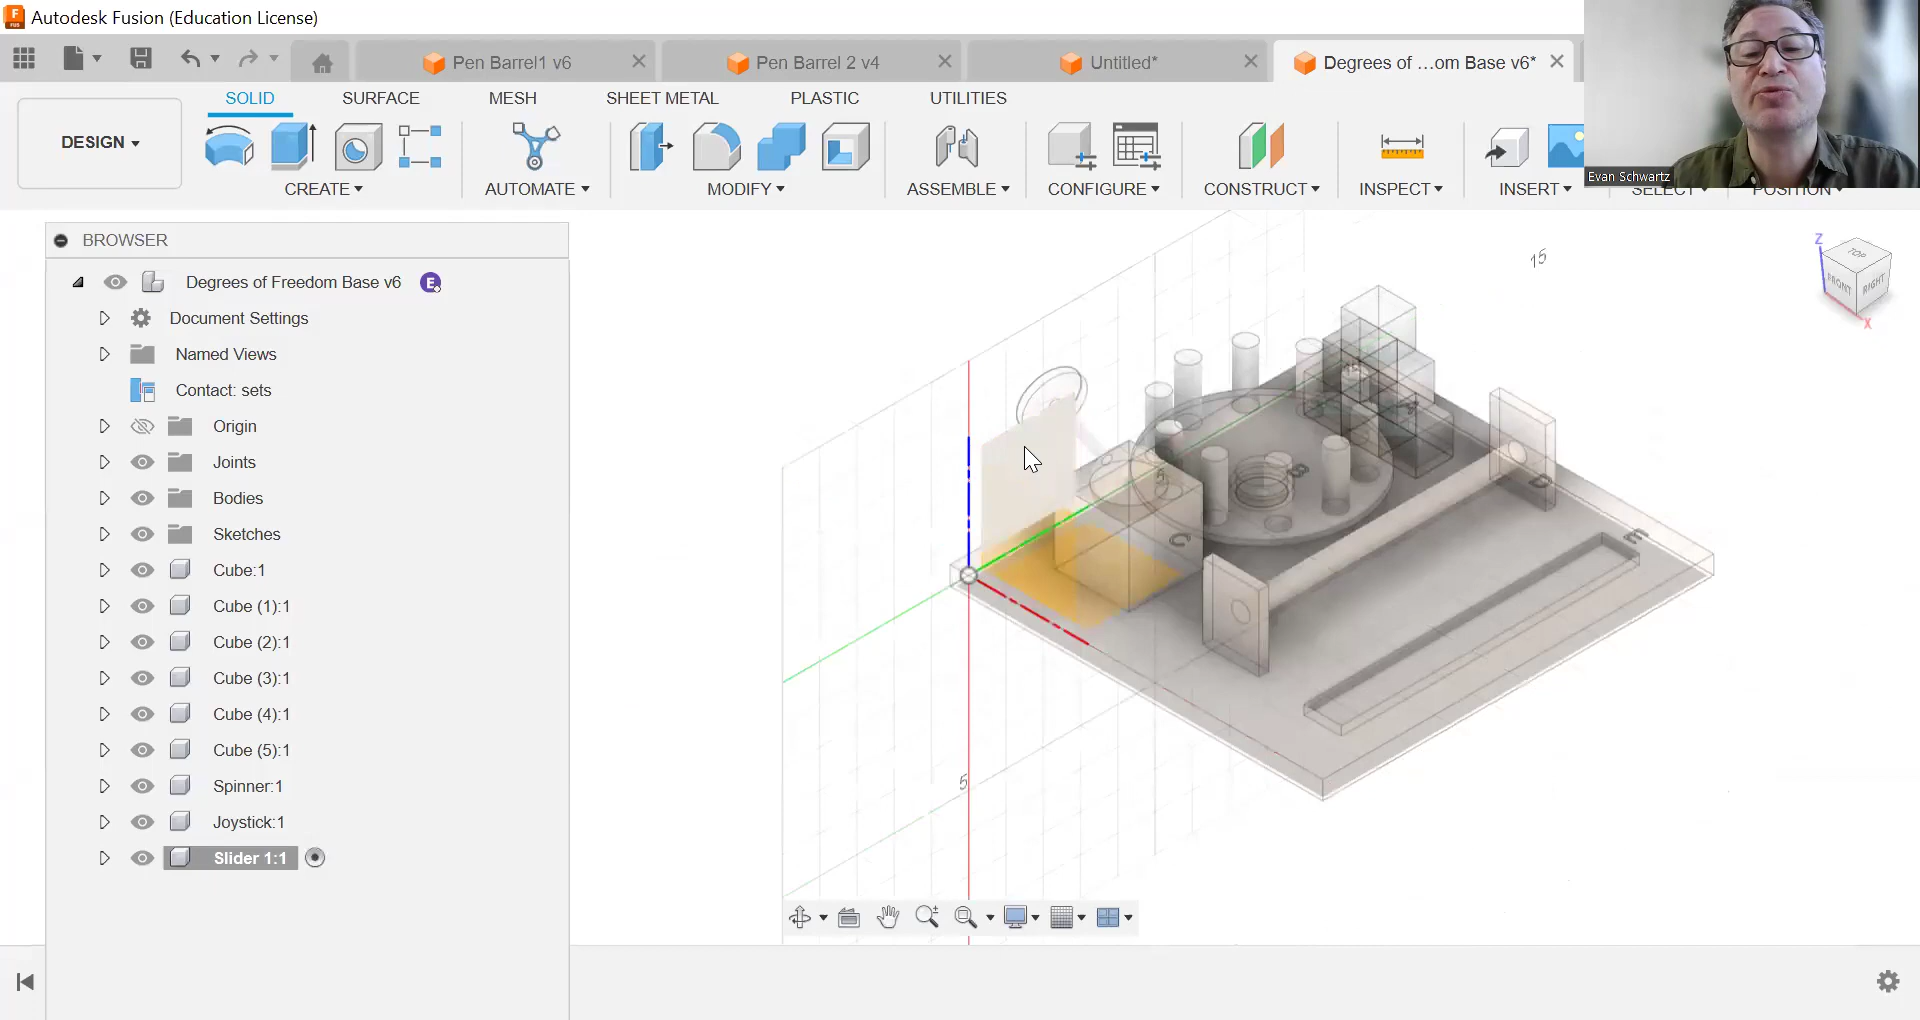 Autodesk Fusion (Education License)
Pen Barrel1 v6
Pen Barrel 2 v4
Untitled*
Degrees of ...om Base v6*
DESIGN
SOLID
SURFACE
MESH
SHEET METAL
PLASTIC
UTILITIES
CREATE
AUTOMATE
MODIFY
ASSEMBLE
CONFIGURE
CONSTRUCT
INSPECT
INSERT
SELECT
POSITION
Evan Schwartz
BROWSER
Degrees of Freedom Base v6
E
Document Settings
Named Views
Contact: sets
Origin
Joints
Bodies
Sketches
Cube:1
Cube (1):1
Cube (2):1
Cube (3):1
Cube (4):1
Cube (5):1
Spinner:1
Joystick:1
Slider 1:1
15
5
5
A
B
C
D
E
Z
TOP
FRONT
RIGHT
X